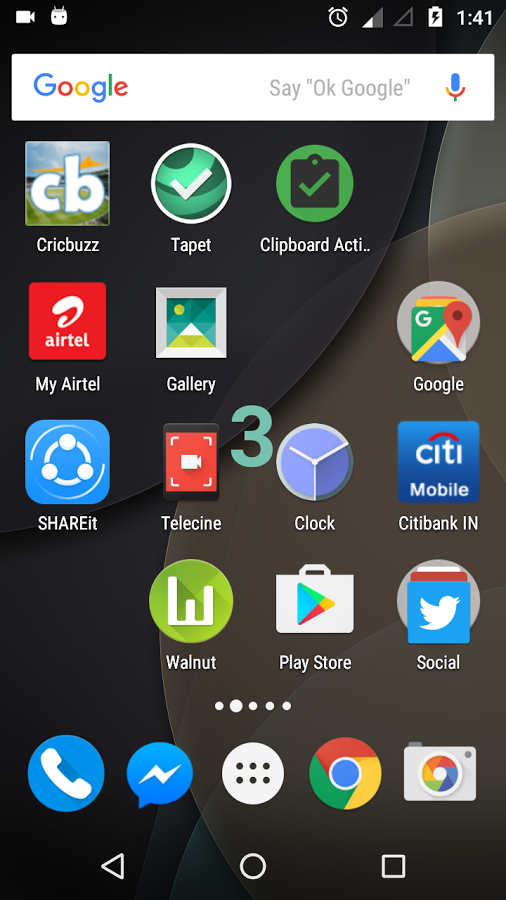 1:41
Google Say "Ok Google"
cb
Cricbuzz Tapet Clipboard Acti..
airtel
G
My Airtel Gallery Google
3
citi
Mobile
SHAREit Telecine Clock Citibank IN
Walnut Play Store Social